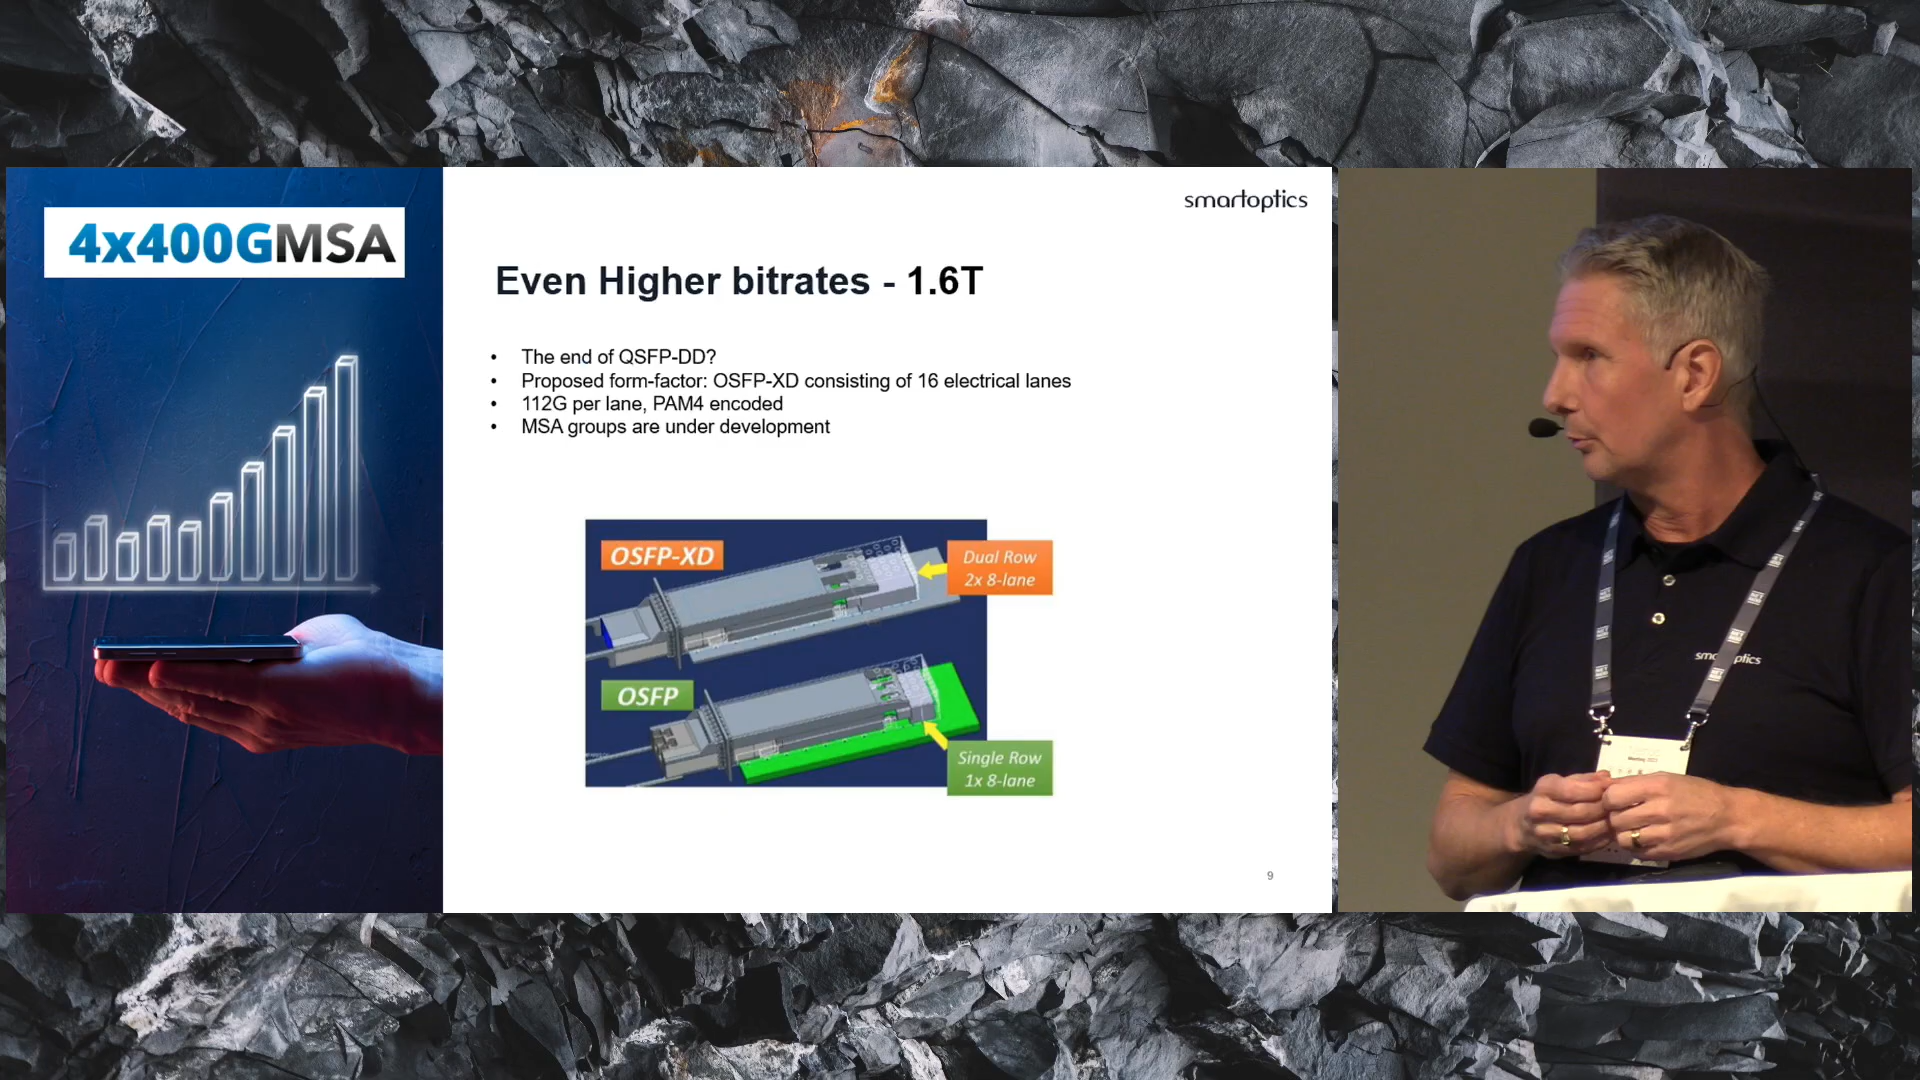 4x400GMSA
smartoptics
Even Higher bitrates - 1.6T
• The end of QSFP-DD?
• Proposed form-factor: OSFP-XD consisting of 16 electrical lanes
• 112G per lane, PAM4 encoded
• MSA groups are under development
OSFP-XD
Dual Row
2x 8-lane
OSFP
Single Row
1x 8-lane
9